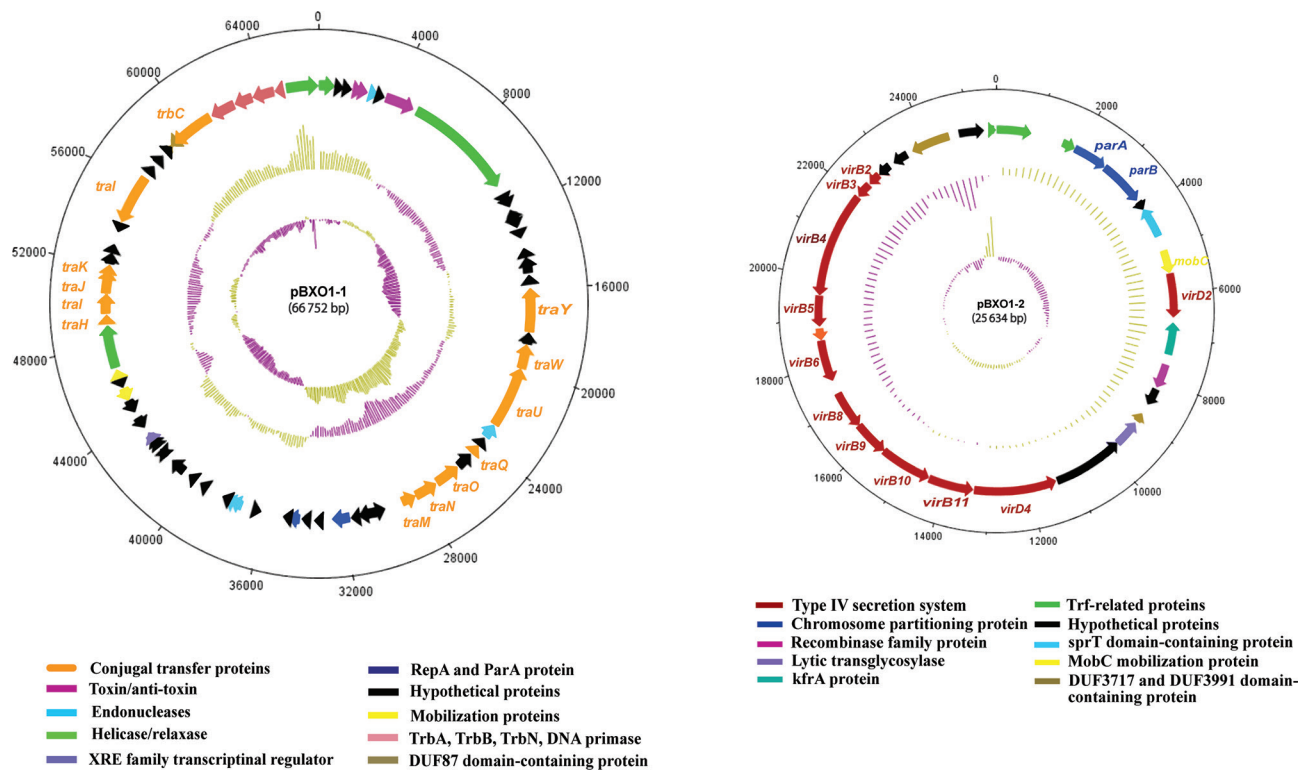 0
4000
8000
12000
16000
20000
24000
28000
32000
36000
40000
44000
48000
52000
56000
60000
64000
trbC
traI
traK
traJ
traI
traH
traY
traW
traU
traQ
traO
traN
traM
pBXO1-1
(66 752 bp)
Conjugal transfer proteins
Toxin/anti-toxin
Endonucleases
Helicase/relaxase
XRE family transcriptinal regulator
RepA and ParA protein
Hypothetical proteins
Mobilization proteins
TrbA, TrbB, TrbN, DNA primase
DUF87 domain-containing protein
0
2000
4000
6000
8000
10000
12000
14000
16000
18000
20000
22000
24000
parA
parB
mobC
virD2
virB2
virB3
virB4
virB5
virB6
virB8
virB9
virB10
virB11
virD4
pBXO1-2
(25 634 bp)
Type IV secretion system
Chromosome partitioning protein
Recombinase family protein
Lytic transglycosylase
kfrA protein
Trf-related proteins
Hypothetical proteins
sprT domain-containing protein
MobC mobilization protein
DUF3717 and DUF3991 domain-
containing protein